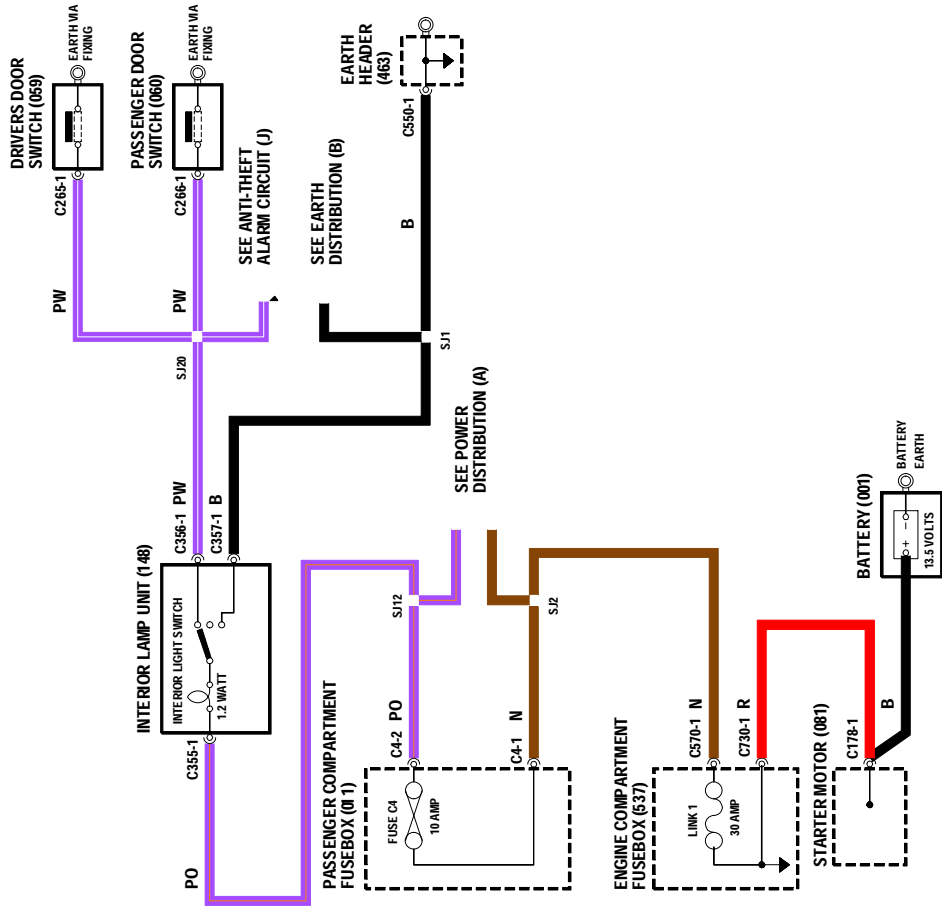 DRIVERS DOOR
SWITCH (059)
EARTH VIA
FIXING
C265-1
PW
PASSENGER DOOR
SWITCH (060)
EARTH VIA
FIXING
C266-1
PW
SEE ANTI-THEFT
ALARM CIRCUIT (J)
SEE EARTH
DISTRIBUTION (B)
EARTH
HEADER
(463)
C550-1
B
SJ20
SJ1
INTERIOR LAMP UNIT (148)
C356-1 PW
C357-1 B
INTERIOR LIGHT SWITCH
1.2 WATT
C355-1
PO
SEE POWER
DISTRIBUTION (A)
SJ12
SJ2
PASSENGER COMPARTMENT
FUSEBOX (011)
C4-2 PO
FUSE C4
10 AMP
C4-1 N
ENGINE COMPARTMENT
FUSEBOX (537)
C570-1 N
LINK 1
30 AMP
C730-1 R
STARTER MOTOR (081)
C178-1
B
BATTERY (001)
+ -
13.5 VOLTS
BATTERY
EARTH